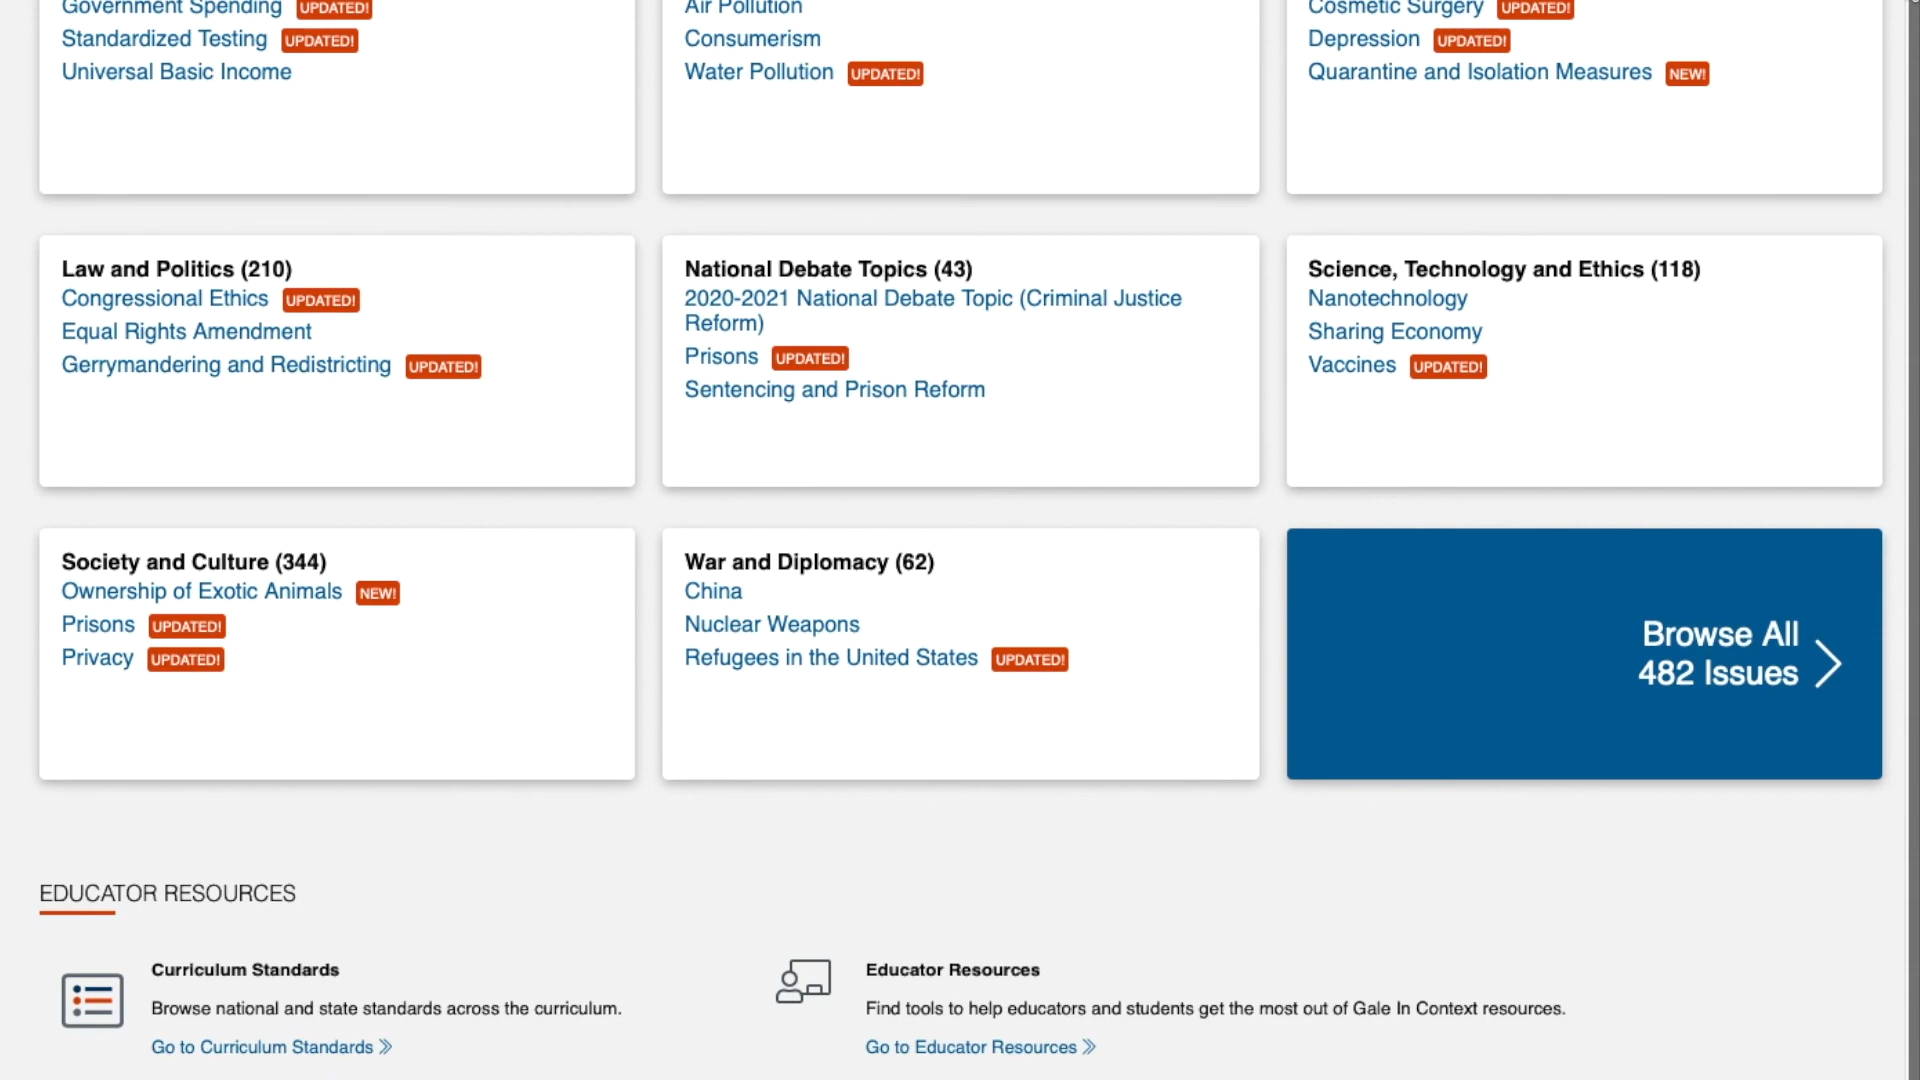 Government Spending UPDATED!
Standardized Testing UPDATED!
Universal Basic Income
Air Pollution
Consumerism
Water Pollution UPDATED!
Cosmetic Surgery UPDATED!
Depression UPDATED!
Quarantine and Isolation Measures NEW!
Law and Politics (210)
Congressional Ethics UPDATED!
Equal Rights Amendment
Gerrymandering and Redistricting UPDATED!
National Debate Topics (43)
2020-2021 National Debate Topic (Criminal Justice
Reform)
Prisons UPDATED!
Sentencing and Prison Reform
Science, Technology and Ethics (118)
Nanotechnology
Sharing Economy
Vaccines UPDATED!
Society and Culture (344)
Ownership of Exotic Animals NEW!
Prisons UPDATED!
Privacy UPDATED!
War and Diplomacy (62)
China
Nuclear Weapons
Refugees in the United States UPDATED!
Browse All
482 Issues
EDUCATOR RESOURCES
Curriculum Standards
Browse national and state standards across the curriculum.
Go to Curriculum Standards
Educator Resources
Find tools to help educators and students get the most out of Gale In Context resources.
Go to Educator Resources